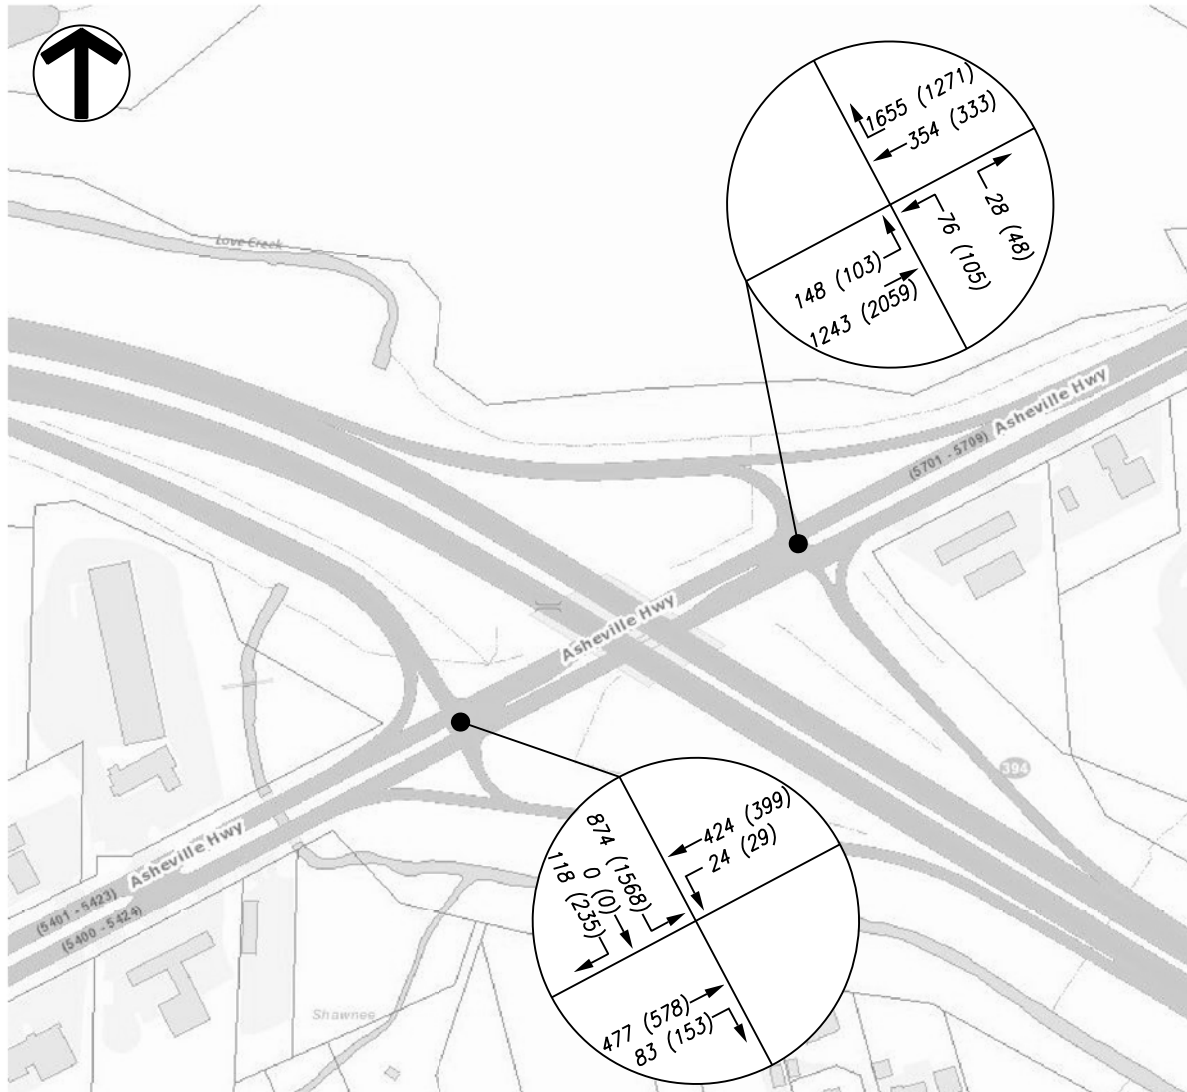 1655 (1271)
354 (333)
28 (48)
76 (105)
148 (103)
1243 (2059)
Love Creek
Asheville Hwy
(5701 - 5709)
Asheville Hwy
394
Asheville Hwy
(5401 - 5423)
(5400 - 5424)
874 (1568)
0 (0)
118 (235)
424 (399)
24 (29)
477 (578)
83 (153)
Shawnee